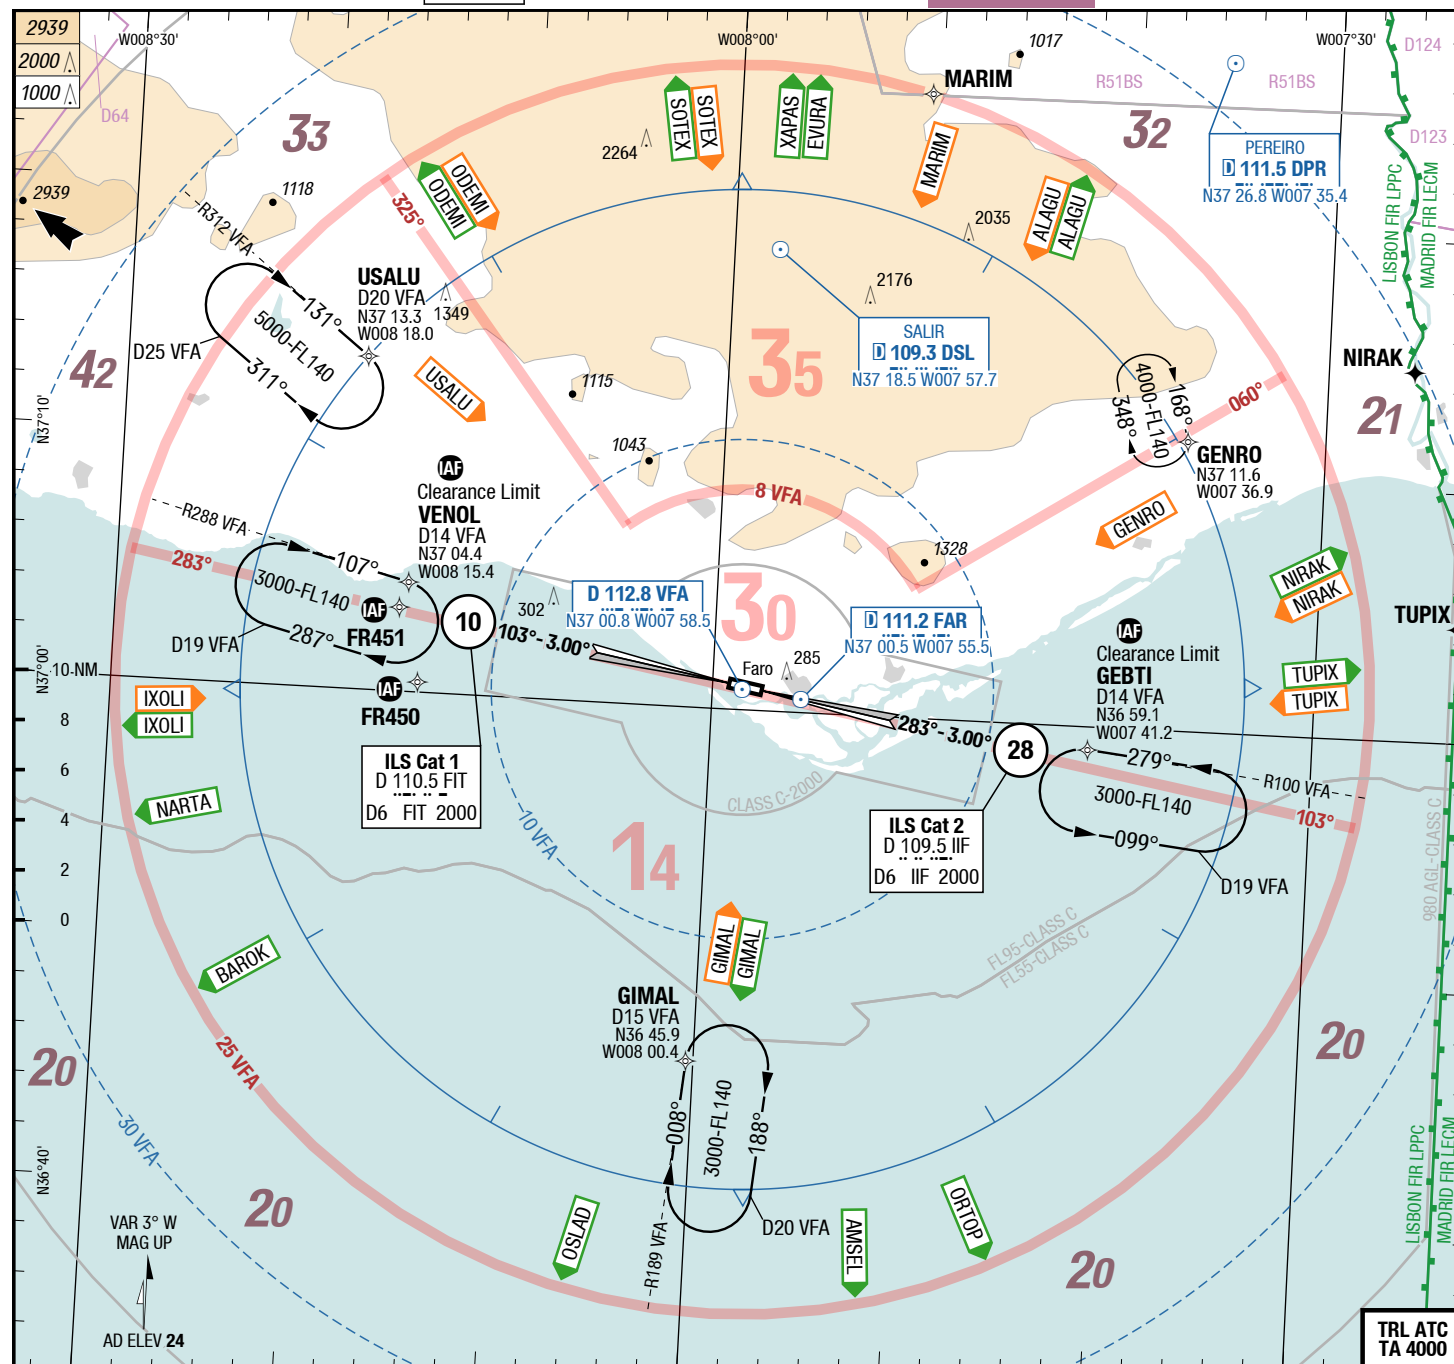 2939
2000
1000
W008°30'
W008°00'
W007°30'
D64
1017
MARIM
R51BS
R51BS
D124
D123
33
32
SOTEX
SOTEX
XAPAS
EVURA
MARIM
ALAGU
ALAGU
ODEMI
ODEMI
2264
1118
2939
2035
2176
PEREIRO
D 111.5 DPR
N37 26.8 W007 35.4
LISBON FIR LPPC
MADRID FIR LECM
R312 VFA
325°
USALU
D20 VFA
N37 13.3
W008 18.0
1349
131°
5000-FL140
311°
D25 VFA
42
USALU
1115
35
SALIR
D 109.3 DSL
N37 18.5 W007 57.7
4000-FL140
168°
348°
060°
NIRAK
21
N37°10'
GENRO
N37 11.6
W007 36.9
GENRO
1043
8 VFA
1328
IAF
Clearance Limit
VENOL
D14 VFA
N37 04.4
W008 15.4
R288 VFA
283°
107°
3000-FL140
287°
D19 VFA
IAF
FR451
IAF
FR450
10
302
D 112.8 VFA
N37 00.8 W007 58.5
30
D 111.2 FAR
N37 00.5 W007 55.5
103°-3.00°
Faro
285
283°-3.00°
28
NIRAK
NIRAK
TUPIX
TUPIX
TUPIX
IAF
Clearance Limit
GEBTI
D14 VFA
N36 59.1
W007 41.2
279°
R100 VFA
3000-FL140
099°
103°
D19 VFA
N37°00'
10 NM
8
6
4
2
0
IXOLI
IXOLI
NARTA
ILS Cat 1
D 110.5 FIT
D6 FIT 2000
CLASS C-2000
ILS Cat 2
D 109.5 IIF
D6 IIF 2000
10 VFA
14
980 AGL-CLASS C
FL95-CLASS C
FL55-CLASS C
BAROK
GIMAL
GIMAL
GIMAL
D15 VFA
N36 45.9
W008 00.4
008°
3000-FL140
188°
D20 VFA
R189 VFA
20
25 VFA
30 VFA
20
N36°40'
20
20
OSLAD
AMSEL
ORTOP
LISBON FIR LPPC
MADRID FIR LECM
VAR 3° W
MAG UP
AD ELEV 24
TRL ATC
TA 4000